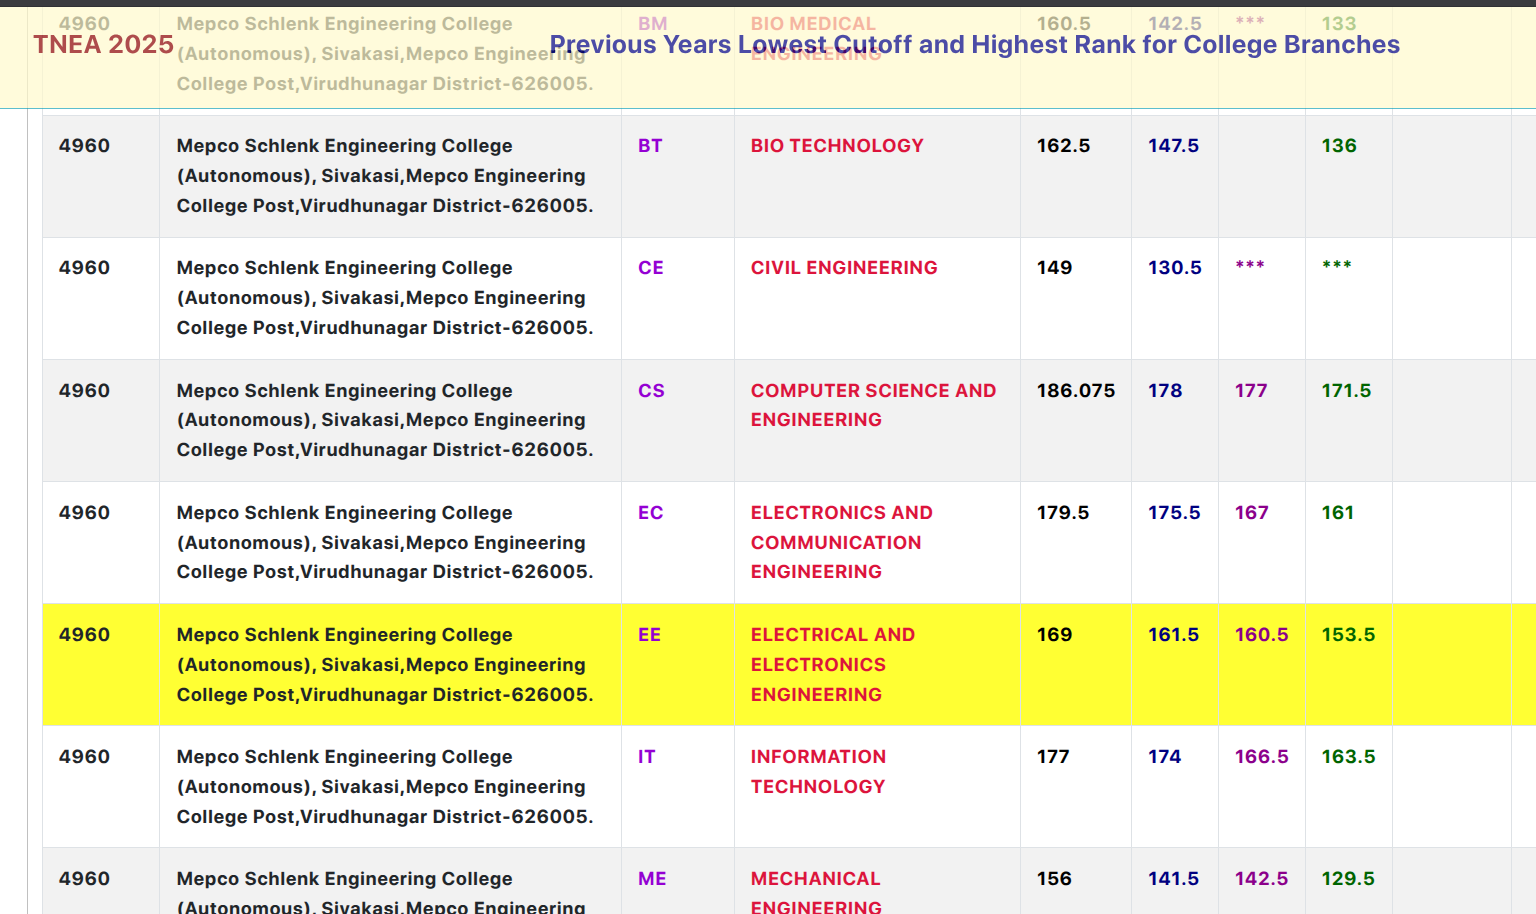 4960 Mepco Schlenk Engineering College BM BIO MEDICAL 160.5 142.5 *** 133
TNEA 2025 Previous Years Lowest Cutoff and Highest Rank for College Branches
(Autonomous), Sivakasi,Mepco Engineering ENGINEERING
College Post,Virudhunagar District-626005.
4960 Mepco Schlenk Engineering College BT BIO TECHNOLOGY 162.5 147.5 136
(Autonomous), Sivakasi,Mepco Engineering
College Post,Virudhunagar District-626005.
4960 Mepco Schlenk Engineering College CE CIVIL ENGINEERING 149 130.5 *** ***
(Autonomous), Sivakasi,Mepco Engineering
College Post,Virudhunagar District-626005.
4960 Mepco Schlenk Engineering College CS COMPUTER SCIENCE AND 186.075 178 177 171.5
(Autonomous), Sivakasi,Mepco Engineering ENGINEERING
College Post,Virudhunagar District-626005.
4960 Mepco Schlenk Engineering College EC ELECTRONICS AND 179.5 175.5 167 161
(Autonomous), Sivakasi,Mepco Engineering COMMUNICATION
College Post,Virudhunagar District-626005. ENGINEERING
4960 Mepco Schlenk Engineering College EE ELECTRICAL AND 169 161.5 160.5 153.5
(Autonomous), Sivakasi,Mepco Engineering ELECTRONICS
College Post,Virudhunagar District-626005. ENGINEERING
4960 Mepco Schlenk Engineering College IT INFORMATION 177 174 166.5 163.5
(Autonomous), Sivakasi,Mepco Engineering TECHNOLOGY
College Post,Virudhunagar District-626005.
4960 Mepco Schlenk Engineering College ME MECHANICAL 156 141.5 142.5 129.5
(Autonomous), Sivakasi,Mepco Engineering ENGINEERING